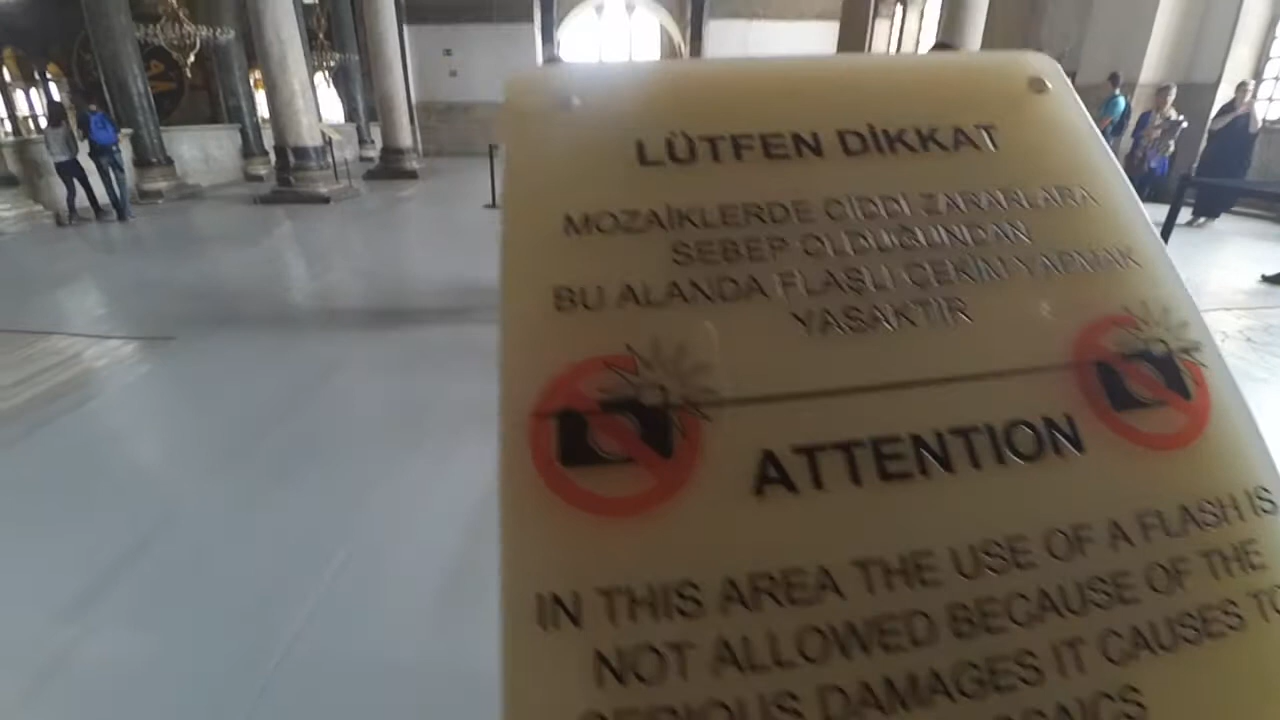 LÜTFEN DİKKAT
MOZAİKLERDE CİDDİ ZARARLARA
SEBEP OLDUĞUNDAN
BU ALANDA FLAŞLI ÇEKİM YAPMAK
YASAKTIR
ATTENTION
IN THIS AREA THE USE OF A FLASH IS
NOT ALLOWED BECAUSE OF THE
SERIOUS DAMAGES IT CAUSES TO